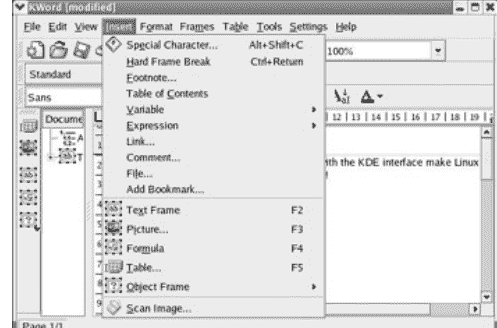 KWord [modified]
File Edit View Insert Format Frames Table Tools Settings Help
Special Character... Alt+Shift+C
Hard Frame Break Ctrl+Return
Footnote...
Table of Contents
Variable
Expression
Link...
Comment...
File...
Add Bookmark...
Text Frame F2
Picture... F3
Formula F4
Table... F5
Object Frame
Scan Image...
100%
Standard
Sans
Docume
12 13 14 15 16 17 18 19
th the KDE interface make Linux
Page 1/1